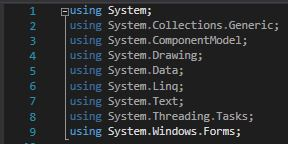 1 using System;
2 using System.Collections.Generic;
3 using System.ComponentModel;
4 using System.Drawing;
5 using System.Data;
6 using System.Linq;
7 using System.Text;
8 using System.Threading.Tasks;
9 using System.Windows.Forms;